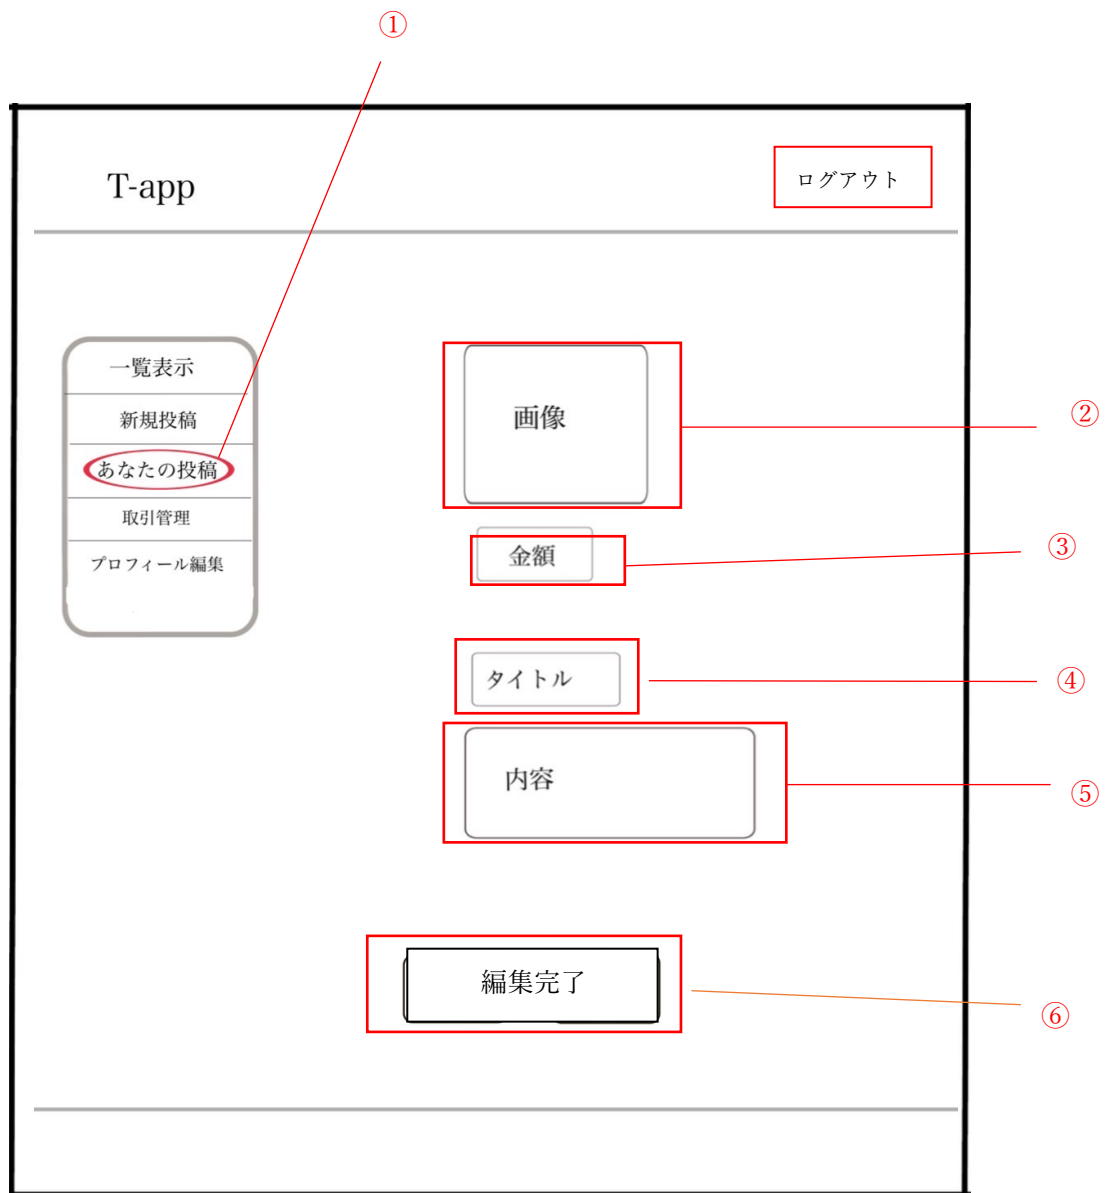 ①
T-app
ログアウト
一覧表示
新規投稿
あなたの投稿
取引管理
プロフィール編集
画像
②
金額
③
タイトル
④
内容
⑤
編集完了
⑥